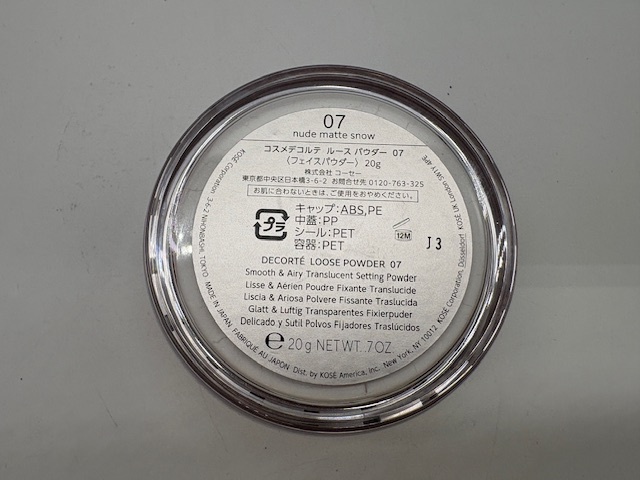 07
nude matte snow
コスメデコルテ ルース パウダー 07
〈フェイスパウダー〉 20g
株式会社 コーセー
東京都中央区日本橋3-6-2 お問合せ先 0120-763-325
お肌に合わないときは、ご使用をおやめください。
プラ
キャップ:ABS,PE
中蓋:PP
シール:PET
容器:PET
12M
J3
DECORTÉ LOOSE POWDER 07
Smooth & Airy Translucent Setting Powder
Lisse & Aérien Poudre Fixante Translucide
Liscia & Ariosa Polvere Fissante Traslucida
Glatt & Luftig Transparentes Fixierpuder
Delicado y Sutil Polvos Fijadores Traslúcidos
℮ 20g NET WT. .7 OZ.
KOSÉ Corporation 3-6-2 NIHONBASHI, TOKYO MADE IN JAPAN FABRIQUÉ AU JAPON Dist. by KOSÉ America, Inc. New York, NY 10012 KOSÉ Corporation, Düsseldorf KOSÉ UK London SW1Y 4PE